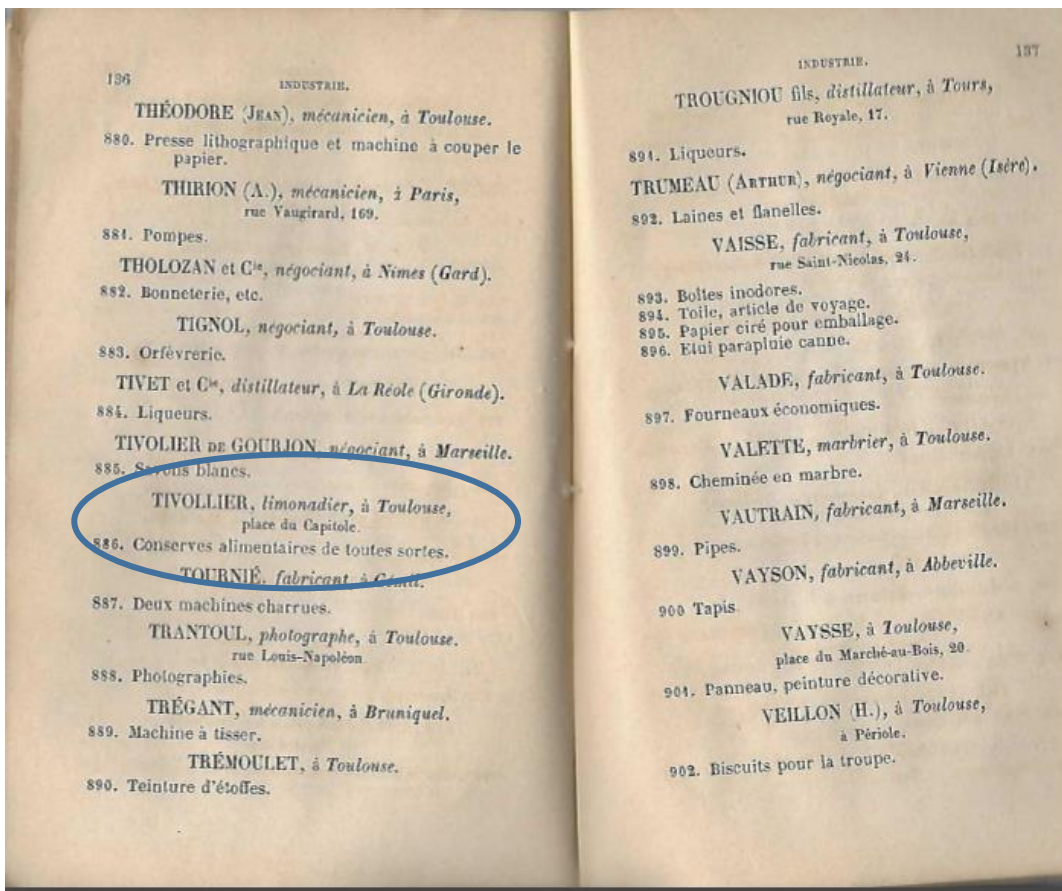 136
INDUSTRIE.
THÉODORE (JEAN), mécanicien, à Toulouse.
880. Presse lithographique et machine à couper le
papier.
THIRION (A.), mécanicien, à Paris,
rue Vaugirard, 169.
881. Pompes.
THOLOZAN et Cie, négociant, à Nimes (Gard).
882. Bonneterie, etc.
TIGNOL, négociant, à Toulouse.
883. Orfèvrerie.
TIVET et Cie, distillateur, à La Réole (Gironde).
884. Liqueurs.
TIVOLIER DE GOURJON, négociant, à Marseille.
885. Savons blancs.
TIVOLLIER, limonadier, à Toulouse,
place du Capitole.
886. Conserves alimentaires de toutes sortes.
TOURNIÉ, fabricant, à
887. Deux machines charrues.
TRANTOUL, photographe, à Toulouse.
rue Louis-Napoléon
888. Photographies.
TRÉGANT, mécanicien, à Bruniquel.
889. Machine à tisser.
TRÉMOULET, à Toulouse.
890. Teinture d'étoffes.
137
INDUSTRIE.
TROUGNIOU fils, distillateur, à Tours,
rue Royale, 17.
891. Liqueurs.
TRUMEAU (ARTHUR), négociant, à Vienne (Isère).
892. Laines et flanelles.
VAISSE, fabricant, à Toulouse,
rue Saint-Nicolas, 24.
893. Boîtes inodores.
894. Toile, article de voyage.
895. Papier ciré pour emballage.
896. Etui parapluie canne.
VALADE, fabricant, à Toulouse.
897. Fourneaux économiques.
VALETTE, marbrier, à Toulouse.
898. Cheminée en marbre.
VAUTRAIN, fabricant, à Marseille.
899. Pipes.
VAYSON, fabricant, à Abbeville.
900 Tapis
VAYSSE, à Toulouse,
place du Marché-au-Bois, 20.
901. Panneau, peinture décorative.
VEILLON (H.), à Toulouse,
à Périole.
902. Biscuits pour la troupe.